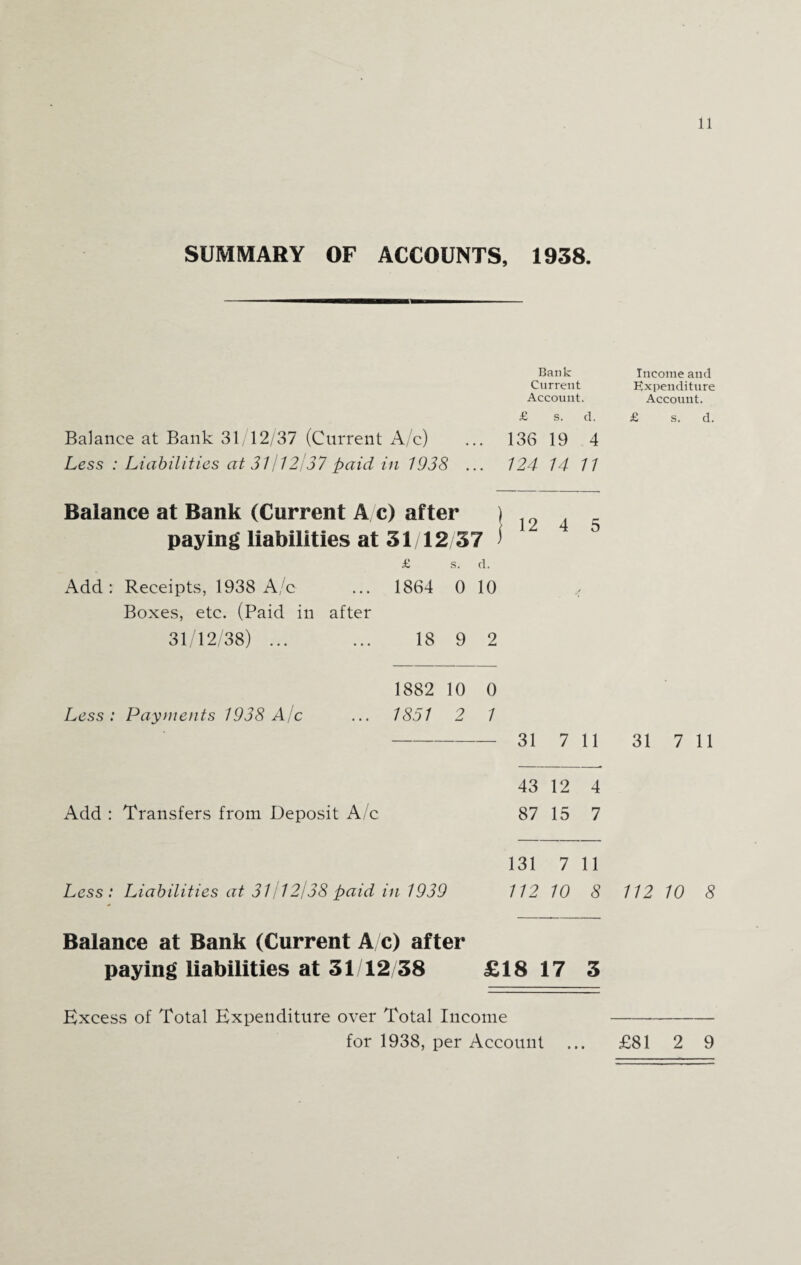 11
SUMMARY OF ACCOUNTS, 1938.
Bank Current Account. Income and Expenditure Account.
£ s. d. £ s. d.
Balance at Bank 31/12/37 (Current A/c) ... 136 19 4
Less : Liabilities at 31/12/37 paid in 1938 ... 124 14 11
Balance at Bank (Current A/c) after
paying liabilities at 31/12/37 } 12 4 5
£ s. d.
Add : Receipts, 1938 A/c ... 1864 0 10
Boxes, etc. (Paid in after
31/12/38) ... ... 18 9 2
1882 10 0
Less : Payments 1938 A/c ... 1851 2 1
31 7 11 31 7 11
43 12 4
Add : Transfers from Deposit A/c 87 15 7
131 7 11
Less : Liabilities at 31/12/38 paid in 1939 112 10 8 112 10 8
Balance at Bank (Current A/c) after
paying liabilities at 31/12/38 £18 17 3
Excess of Total Expenditure over Total Income
for 1938, per Account ... £81 2 9